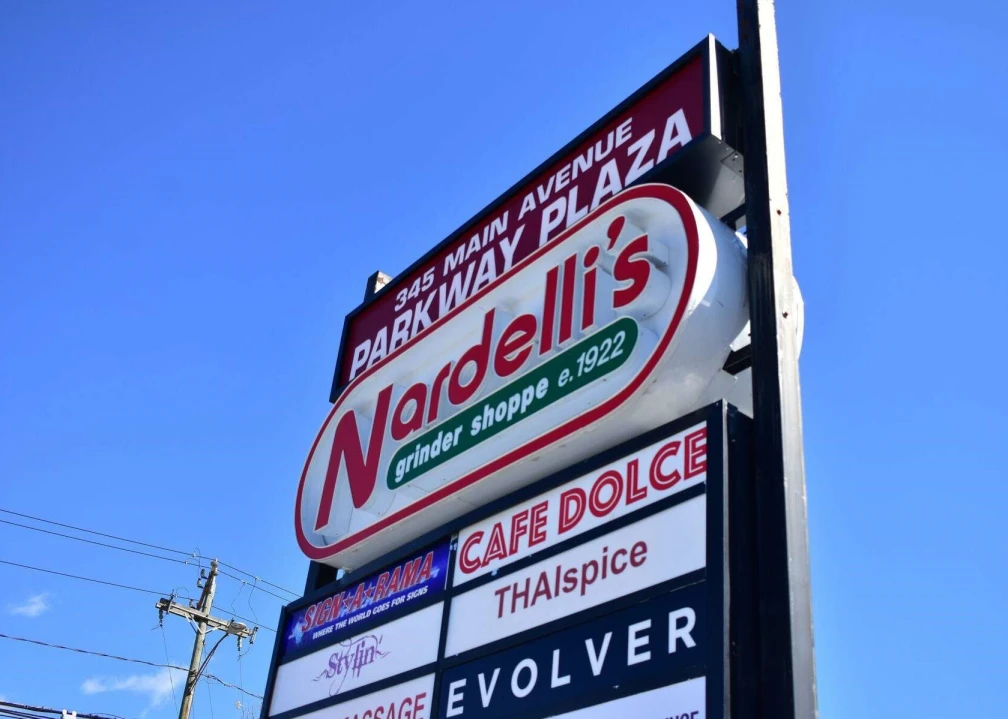 345 MAIN AVENUE
PARKWAY PLAZA
Nardelli's
grinder shoppe e.1922
CAFE DOLCE
SIGN★A★RAMA
WHERE THE WORLD GOES FOR SIGNS
THAIspice
Stylin'
EVOLVER